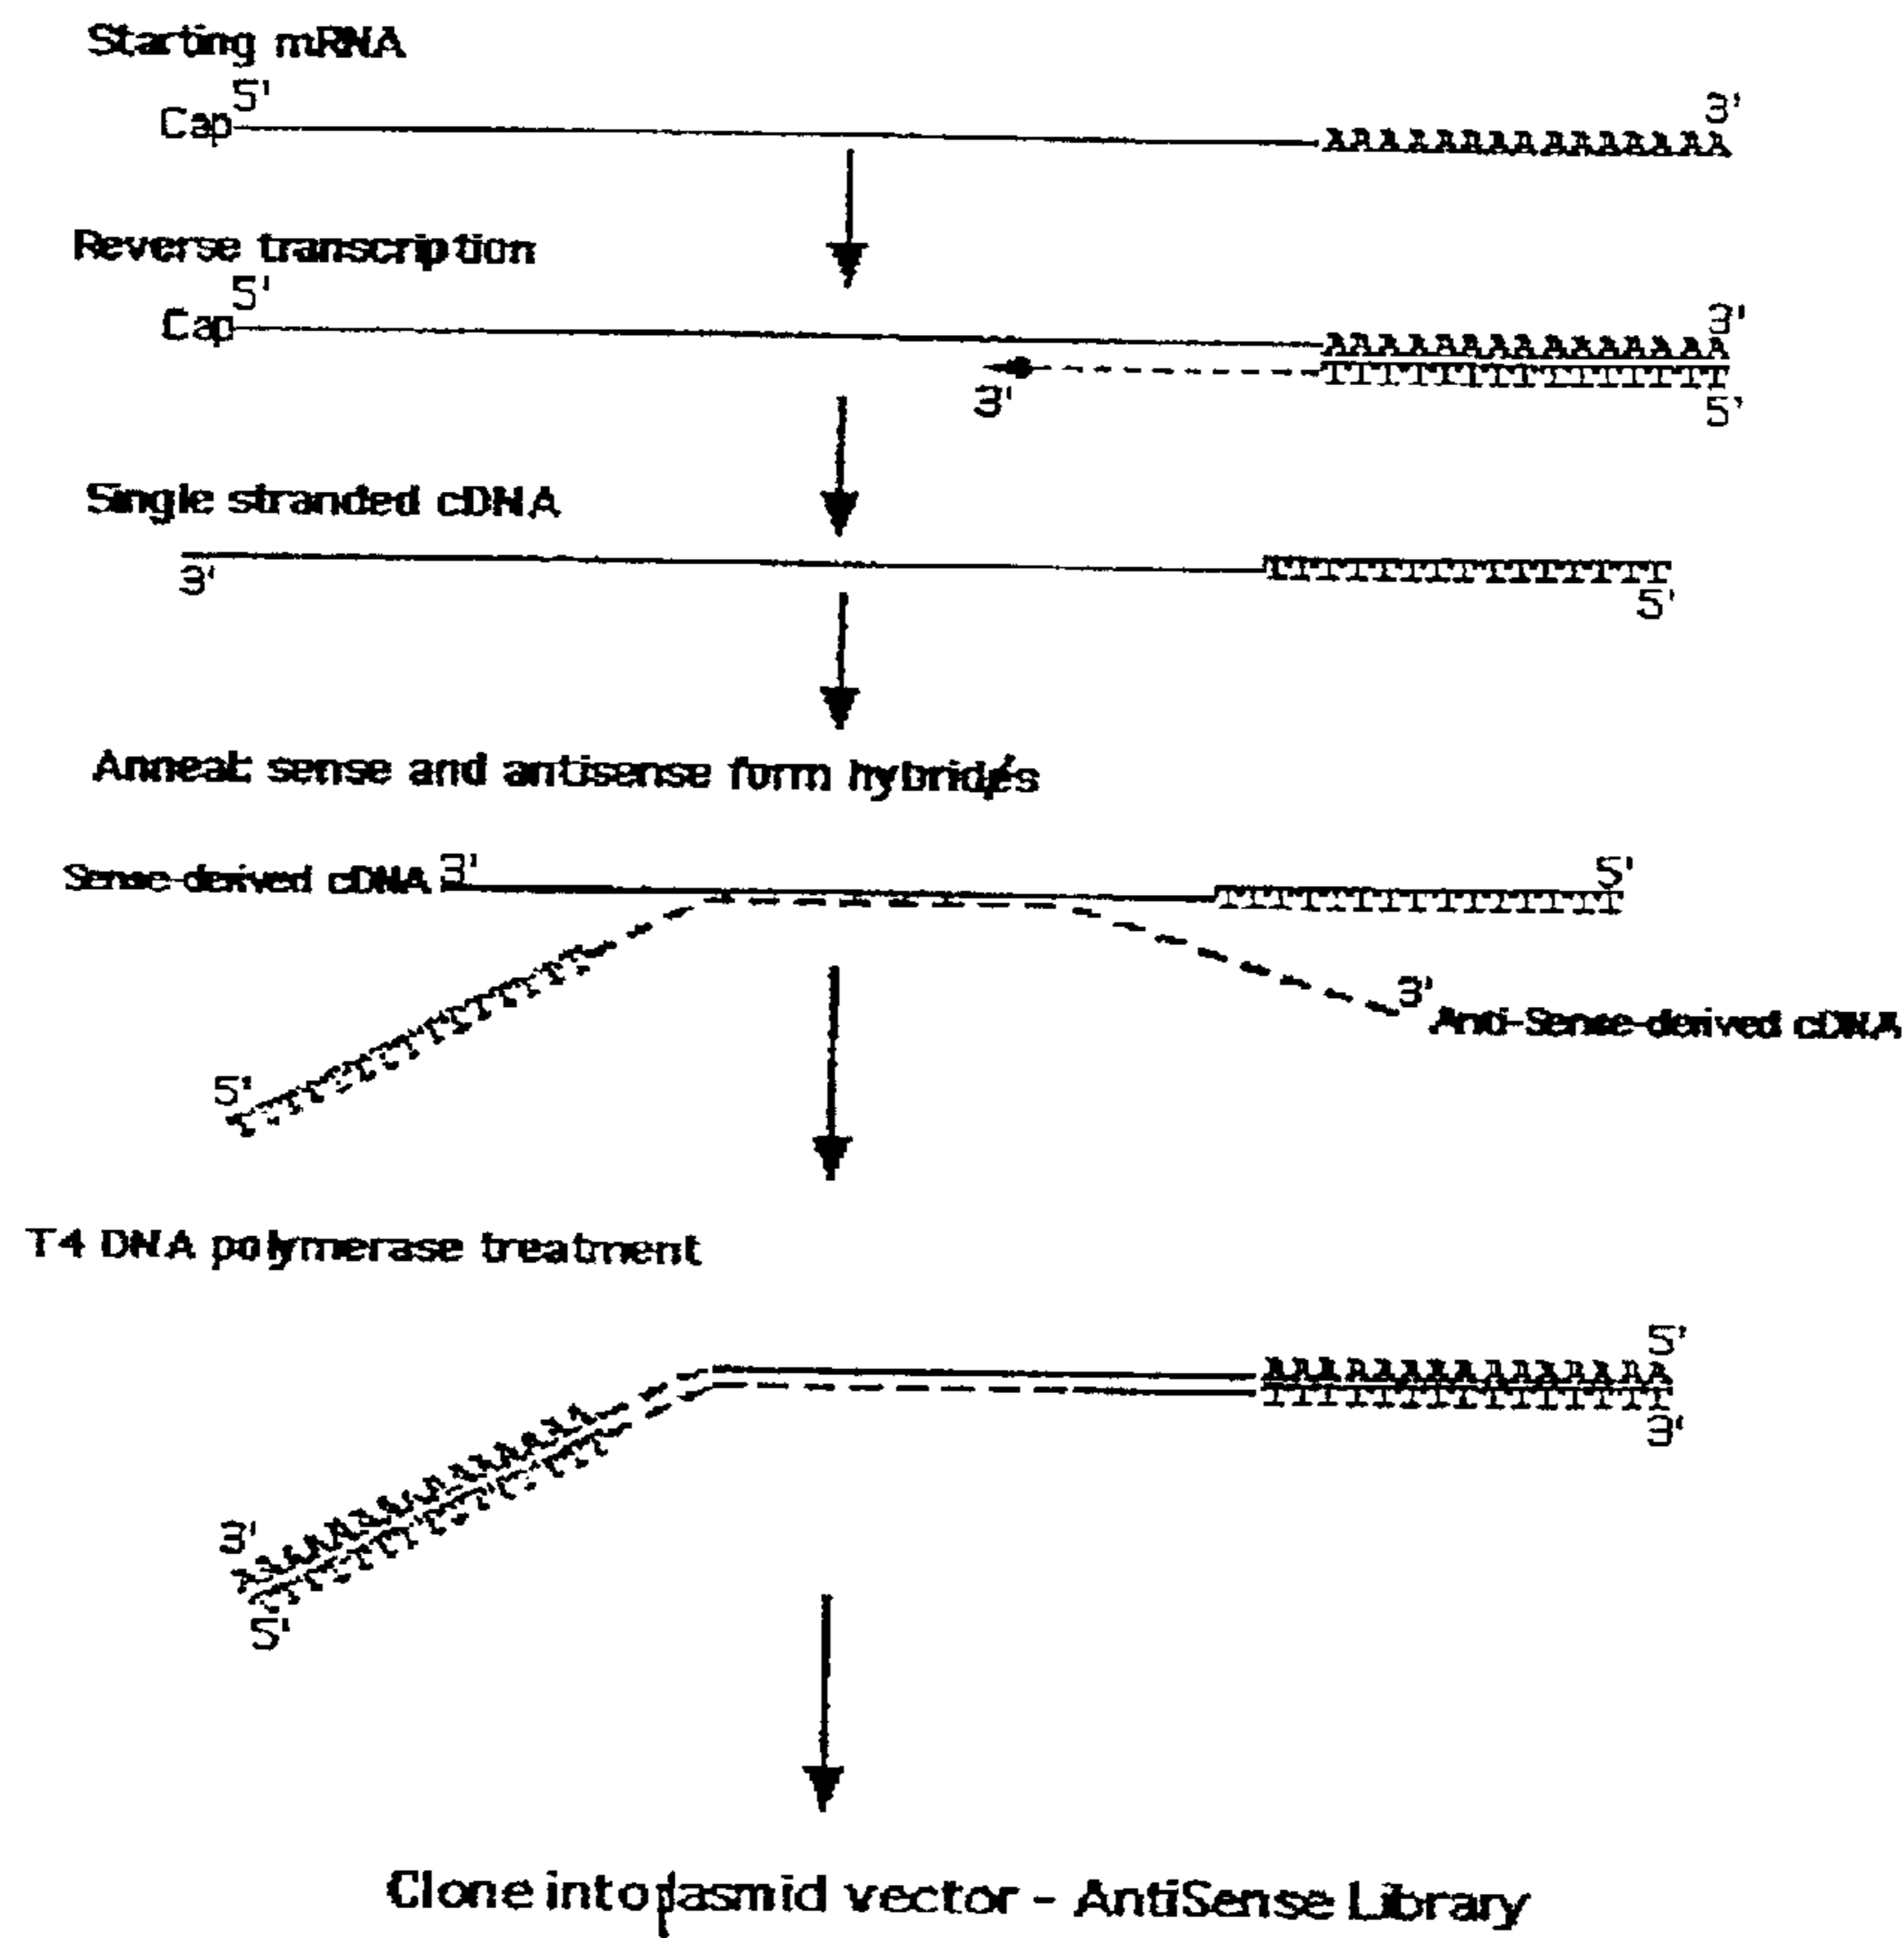 Starting mRNA
5'
3'
Cap
AAAAAAAAAAAAAAA
Reverse transcription
5'
3'
Cap
AAAAAAAAAAAAAAA
TTTTTTTTTTTTTTT
3'
5'
Single stranded cDNA
TTTTTTTTTTTTTTT
3'
5'
Anneal: sense and antisense form hybrids
Sense-derived cDNA 3'
5'
TTTTTTTTTTTTTTT
3'
Anti-Sense-derived cDNA
5'
T4 DNA polymerase treatment
5'
AAAAAAAAAAAAAAA
TTTTTTTTTTTTTTT
3'
3'
5'
Clone into plasmid vector - AntiSense Library